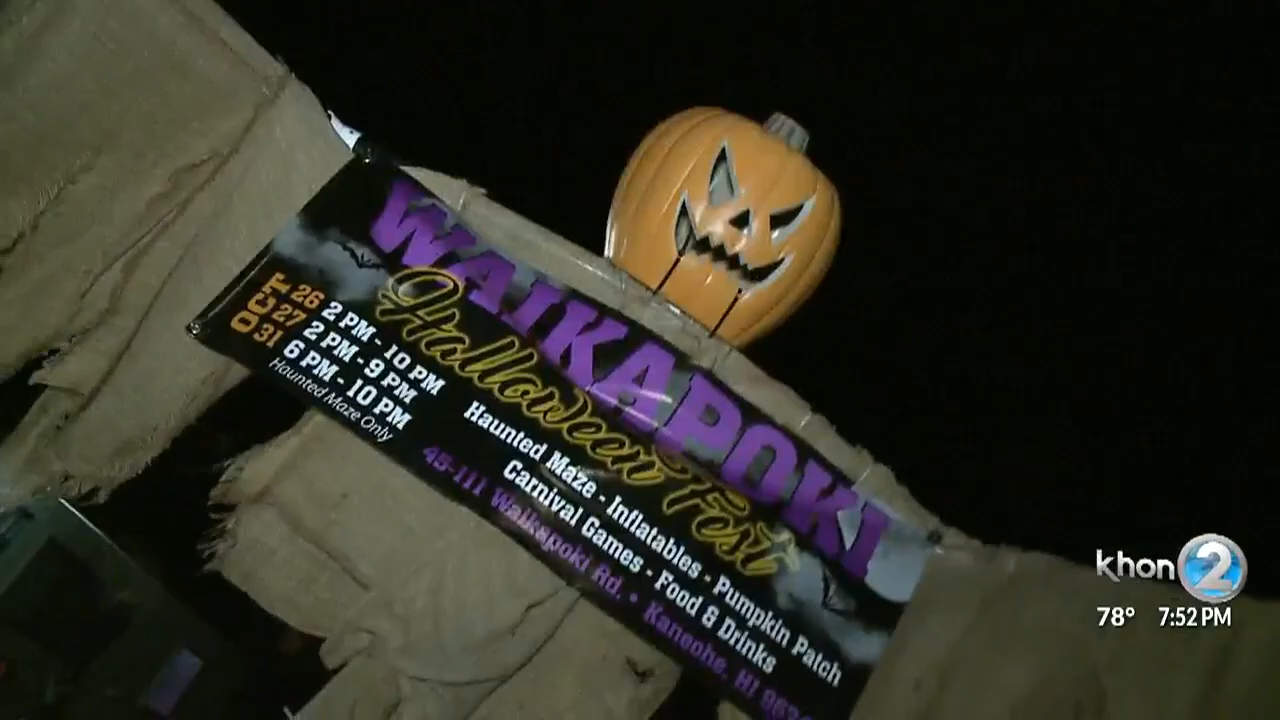 WAIKAPOKI
Halloween Fest
OCT
26 2 PM - 10 PM
27 2 PM - 9 PM
31 6 PM - 10 PM
Haunted Maze Only
Haunted Maze - Inflatables - Pumpkin Patch
Carnival Games - Food & Drinks
45-111 Waikapoki Rd. • Kaneohe, HI
khon 2
78° 7:52 PM